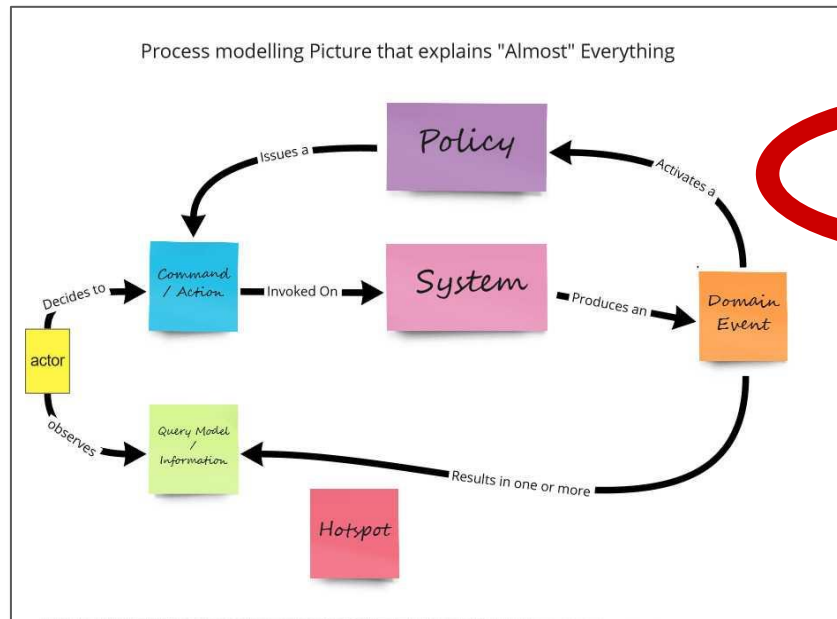 Process modelling Picture that explains "Almost" Everything
Policy
Issues a
Activates a
Command
/ Action
Invoked On
System
Produces an
Domain
Event
Decides to
actor
observes
Query Model
/
Information
Results in one or more
Hotspot